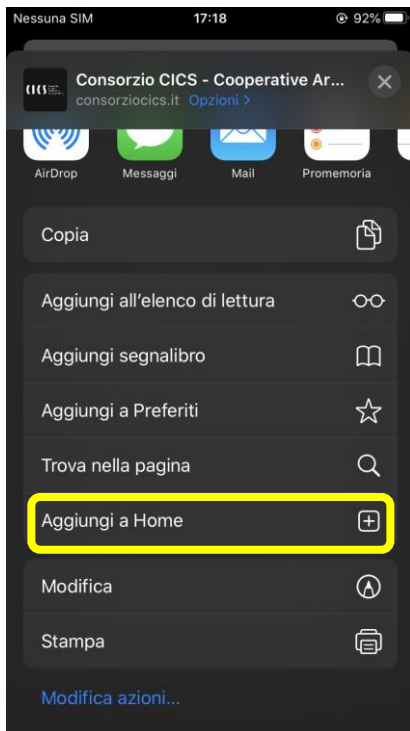 Nessuna SIM 17:18 92%
CICS Consorzio CICS - Cooperative Ar...
consorziocics.it Opzioni >
AirDrop Messaggi Mail Promemoria
Copia
Aggiungi all'elenco di lettura
Aggiungi segnalibro
Aggiungi a Preferiti
Trova nella pagina
Aggiungi a Home
Modifica
Stampa
Modifica azioni...